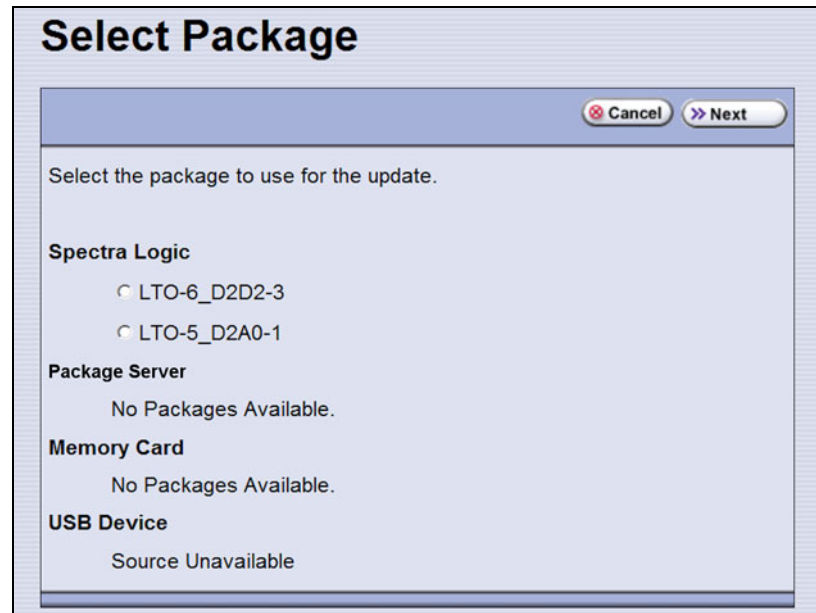 Select Package
Cancel Next
Select the package to use for the update.
Spectra Logic
LTO-6_D2D2-3
LTO-5_D2A0-1
Package Server
No Packages Available.
Memory Card
No Packages Available.
USB Device
Source Unavailable